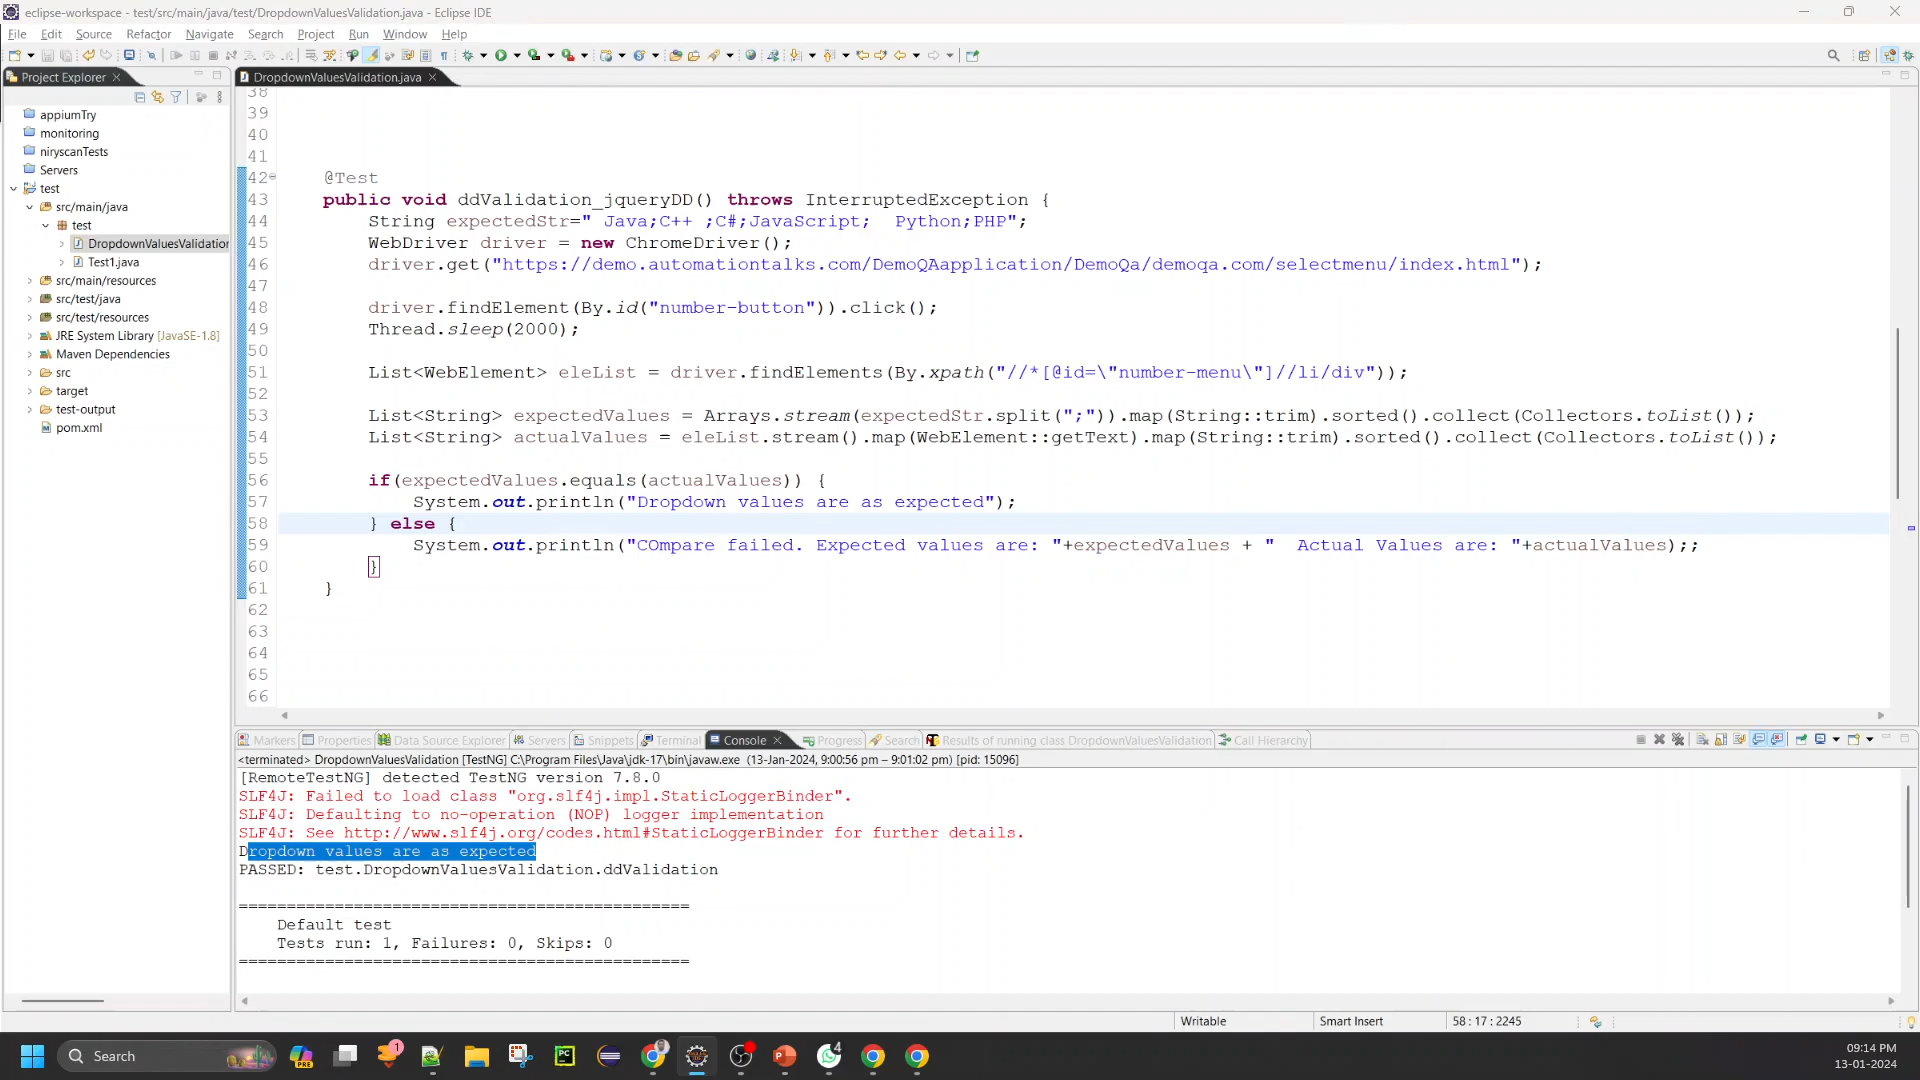 eclipse-workspace - test/src/main/java/test/DropdownValuesValidation.java - Eclipse IDE
File Edit Source Refactor Navigate Search Project Run Window Help
Project Explorer
DropdownValuesValidation.java
appiumTry
monitoring
niryscanTests
Servers
test
src/main/java
test
DropdownValuesValidation
Test1.java
src/main/resources
src/test/java
src/test/resources
JRE System Library [JavaSE-1.8]
Maven Dependencies
src
target
test-output
pom.xml
38
39
40
41
42 @Test
43 public void ddValidation_jqueryDD() throws InterruptedException {
44 String expectedStr=" Java;C++ ;C#;JavaScript;  Python;PHP";
45 WebDriver driver = new ChromeDriver();
46 driver.get("https://demo.automationtalks.com/DemoQAapplication/DemoQa/demoqa.com/selectmenu/index.html");
47
48 driver.findElement(By.id("number-button")).click();
49 Thread.sleep(2000);
50
51 List<WebElement> eleList = driver.findElements(By.xpath("//*[@id=\"number-menu\"]//li/div"));
52
53 List<String> expectedValues = Arrays.stream(expectedStr.split(";")).map(String::trim).sorted().collect(Collectors.toList());
54 List<String> actualValues = eleList.stream().map(WebElement::getText).map(String::trim).sorted().collect(Collectors.toList());
55
56 if(expectedValues.equals(actualValues)) {
57 System.out.println("Dropdown values are as expected");
58 } else {
59 System.out.println("COmpare failed. Expected values are: "+expectedValues + "  Actual Values are: "+actualValues);;
60 }
61 }
62
63
64
65
66
Markers Properties Data Source Explorer Servers Snippets Terminal Console Progress Search Results of running class DropdownValuesValidation Call Hierarchy
<terminated> DropdownValuesValidation [TestNG] C:\Program Files\Java\jdk-17\bin\javaw.exe (13-Jan-2024, 9:00:56 pm – 9:01:02 pm) [pid: 15096]
[RemoteTestNG] detected TestNG version 7.8.0
SLF4J: Failed to load class "org.slf4j.impl.StaticLoggerBinder".
SLF4J: Defaulting to no-operation (NOP) logger implementation
SLF4J: See http://www.slf4j.org/codes.html#StaticLoggerBinder for further details.
Dropdown values are as expected
PASSED: test.DropdownValuesValidation.ddValidation
===============================================
Default test
Tests run: 1, Failures: 0, Skips: 0
===============================================
Writable Smart Insert 58 : 17 : 2245
Search PRE 1 PC 4
09:14 PM
13-01-2024